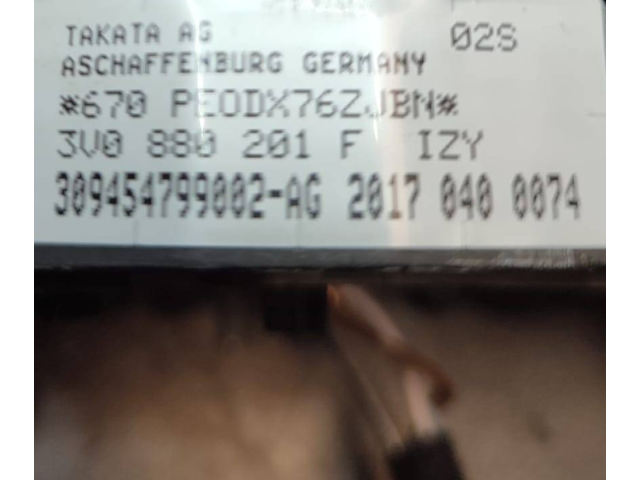 TAKATA AG 02S
ASCHAFFENBURG GERMANY
*670 PEODX76ZJBN*
3V0 880 201 F IZY
309454799002-AG 2017 040 0074